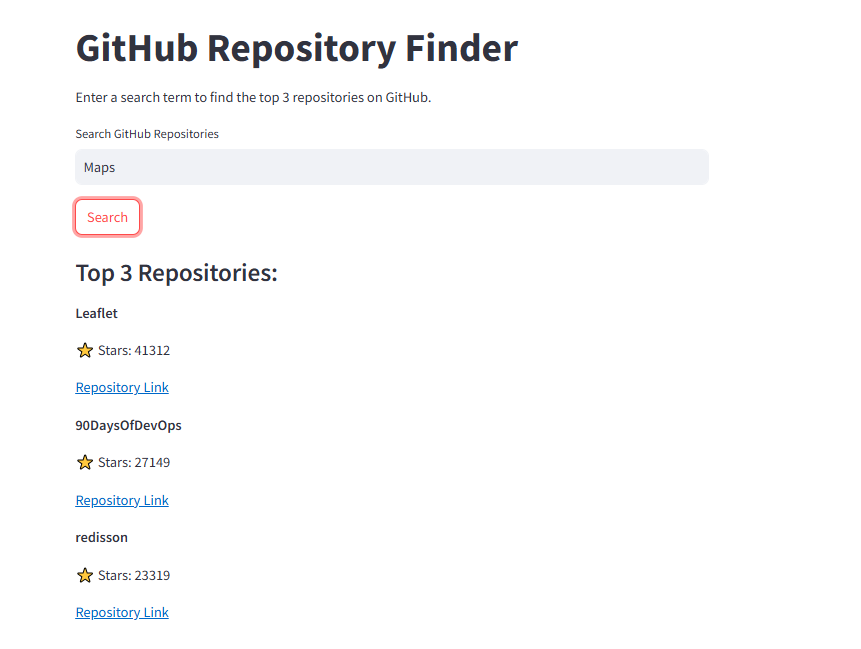 GitHub Repository Finder
Enter a search term to find the top 3 repositories on GitHub.
Search GitHub Repositories
Maps
Search
Top 3 Repositories:
Leaflet
⭐ Stars: 41312
Repository Link
90DaysOfDevOps
⭐ Stars: 27149
Repository Link
redisson
⭐ Stars: 23319
Repository Link